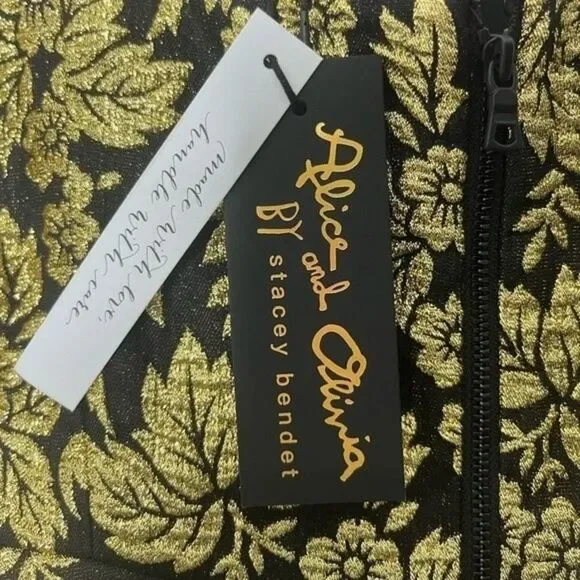 made with love,
handle with care.
Alice and Olivia
BY stacey bendet